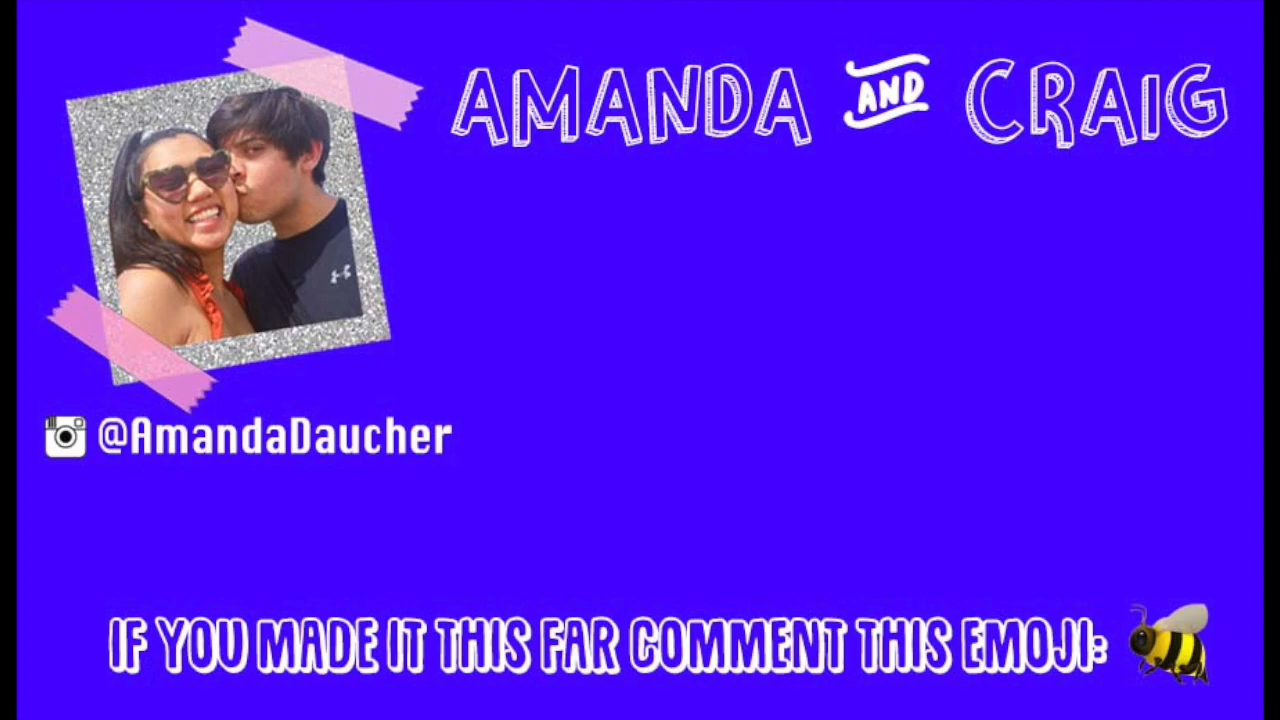 AMANDA AND CRAIG
@AmandaDaucher
IF YOU MADE IT THIS FAR COMMENT THIS EMOJI: